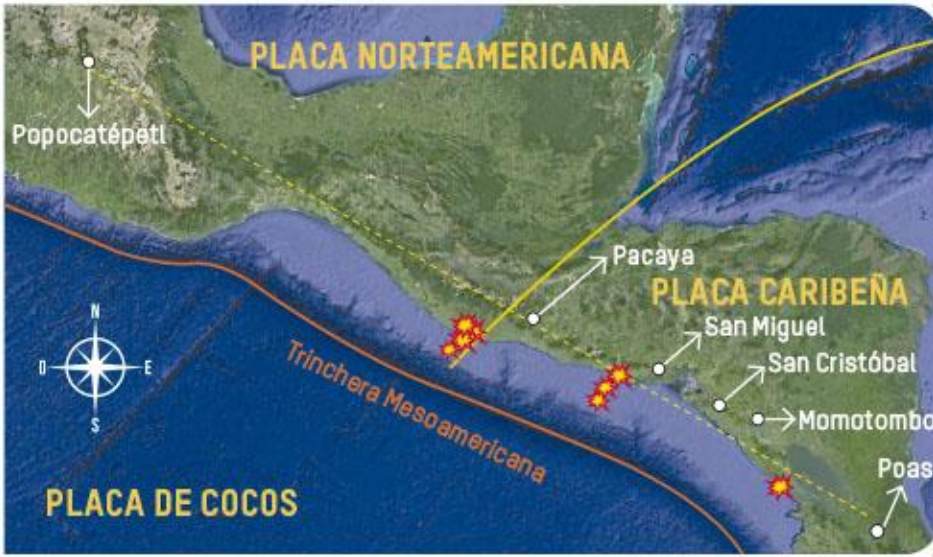 PLACA NORTEAMERICANA
Popocatépetl
Pacaya
PLACA CARIBEÑA
San Miguel
N
San Cristóbal
O
E
Trinchera Mesoamericana
S
Momotombo
Poas
PLACA DE COCOS